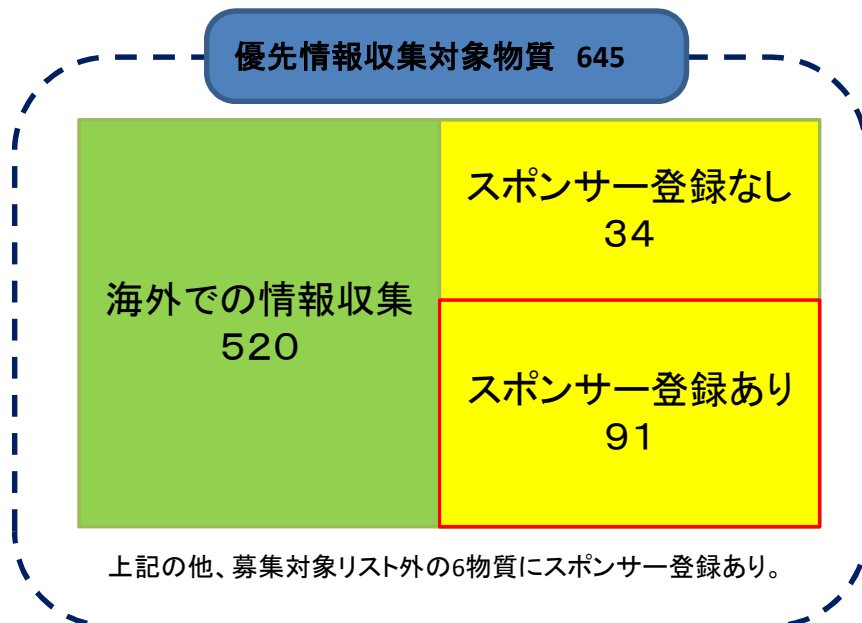 優先情報収集対象物質 645
海外での情報収集
520
スポンサー登録なし
34
スポンサー登録あり
91
上記の他、募集対象リスト外の6物質にスポンサー登録あり。